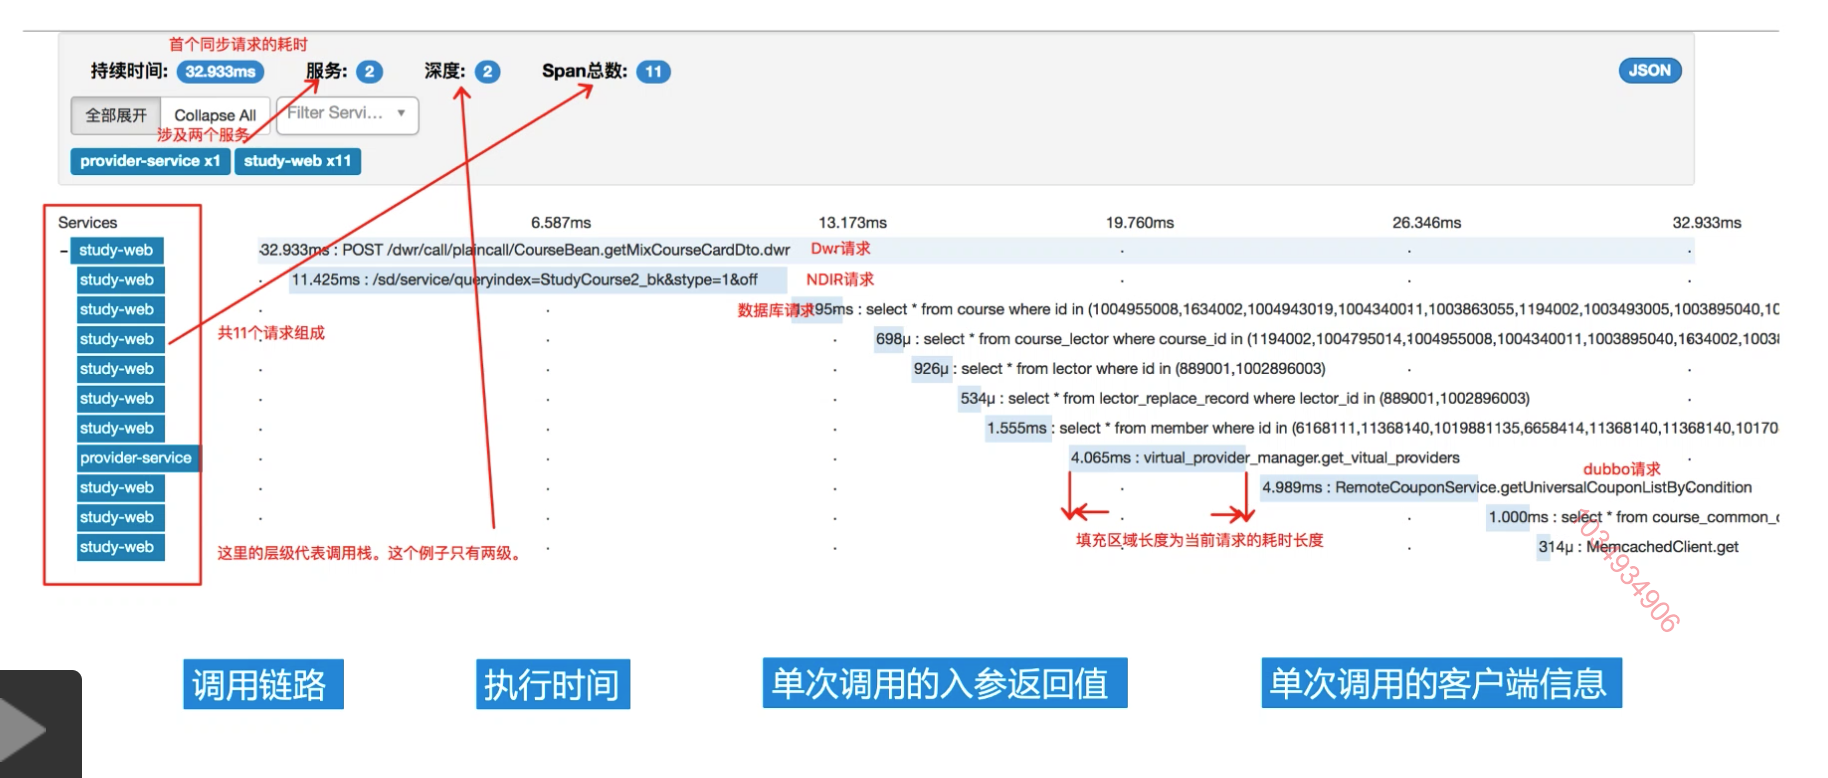 首个同步请求的耗时
持续时间: 32.933ms 服务: 2 深度: 2 Span总数: 11 JSON
全部展开 Collapse All Filter Servi...
涉及两个服务
provider-service x1 study-web x11
Services 6.587ms 13.173ms 19.760ms 26.346ms 32.933ms
study-web 32.933ms : POST /dwr/call/plaincall/CourseBean.getMixCourseCardDto.dwr Dwr请求
study-web 11.425ms : /sd/service/queryindex=StudyCourse2_bk&stype=1&off NDIR请求
study-web 数据库请求 95ms : select * from course where id in (1004955008,1634002,1004943019,1004340011,1003863055,1194002,1003493005,1003895040,10
共11个请求组成
study-web 698μ : select * from course_lector where course_id in (1194002,1004795014,1004955008,1004340011,1003895040,1634002,1003
study-web 926μ : select * from lector where id in (889001,1002896003)
study-web 534μ : select * from lector_replace_record where lector_id in (889001,1002896003)
study-web 1.555ms : select * from member where id in (6168111,11368140,1019881135,6658414,11368140,11368140,10170
provider-service 4.065ms : virtual_provider_manager.get_vitual_providers
dubbo请求
study-web 4.989ms : RemoteCouponService.getUniversalCouponListByCondition
study-web 1.000ms : select * from course_common_
填充区域长度为当前请求的耗时长度
study-web 314μ : MemcachedClient.get
这里的层级代表调用栈。这个例子只有两级。
1034934906
调用链路 执行时间 单次调用的入参返回值 单次调用的客户端信息